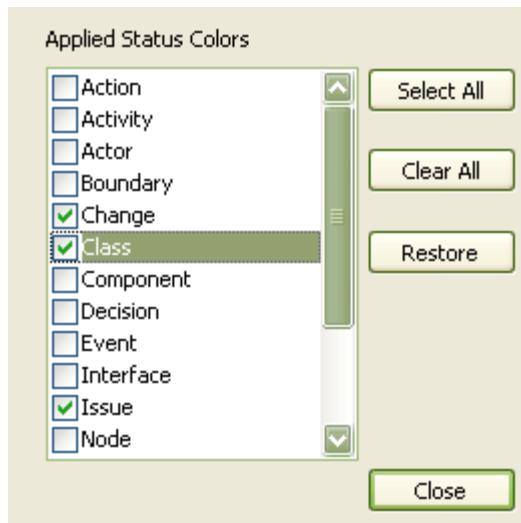 Applied Status Colors
Action
Activity
Actor
Boundary
Change
Class
Component
Decision
Event
Interface
Issue
Node
Select All
Clear All
Restore
Close